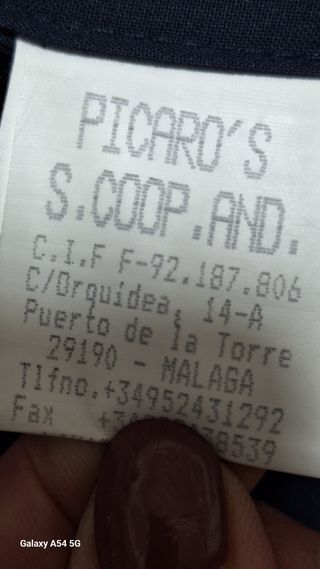 PICARO'S
S.COOP.AND.
C.I.F F-92.187.806
C/Orquidea, 14-A
Puerto de la Torre
29190 - MALAGA
Tlfno.+34952431292
Fax
Galaxy A54 5G